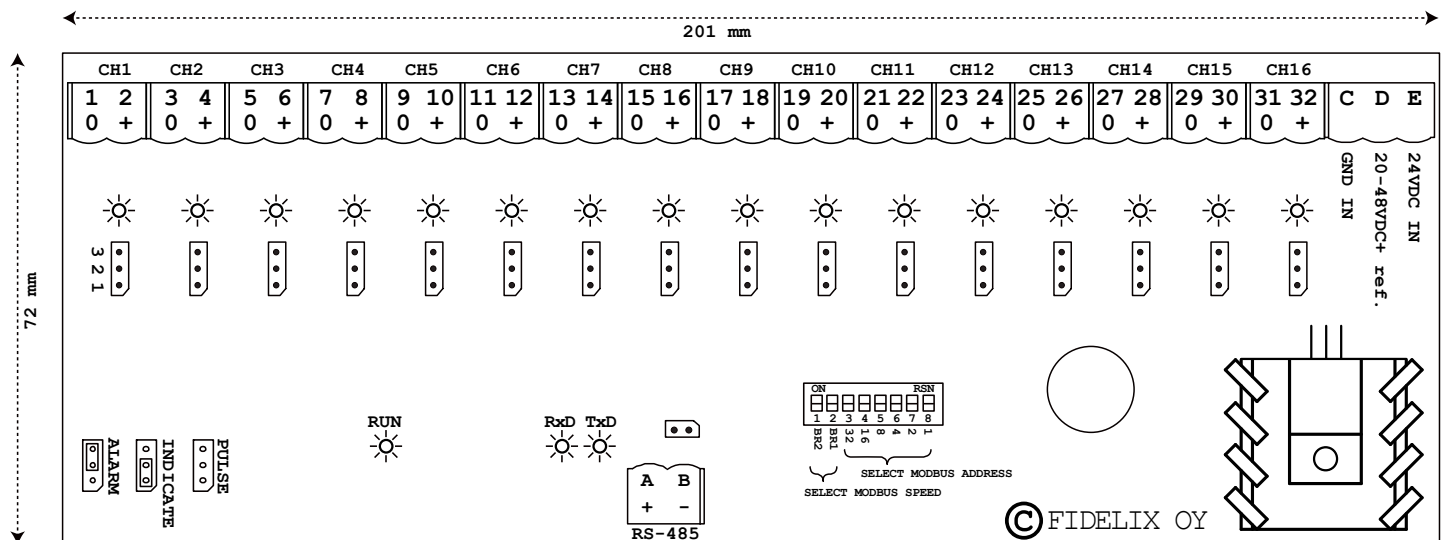 201 mm
CH1 CH2 CH3 CH4 CH5 CH6 CH7 CH8 CH9 CH10 CH11 CH12 CH13 CH14 CH15 CH16
1 2 3 4 5 6 7 8 9 10 11 12 13 14 15 16 17 18 19 20 21 22 23 24 25 26 27 28 29 30 31 32 C D E
0 + 0 + 0 + 0 + 0 + 0 + 0 + 0 + 0 + 0 + 0 + 0 + 0 + 0 + 0 + 0 +
GND IN
20-48VDC+ ref.
24VDC IN
3 2 1
72 mm
ON RSN
1 2 3 4 5 6 7 8
BR2 BR1 32 16 8 4 2 1
SELECT MODBUS ADDRESS
SELECT MODBUS SPEED
RUN
RxD TxD
ALARM
INDICATE
PULSE
A B
+ -
RS-485
© FIDELIX OY